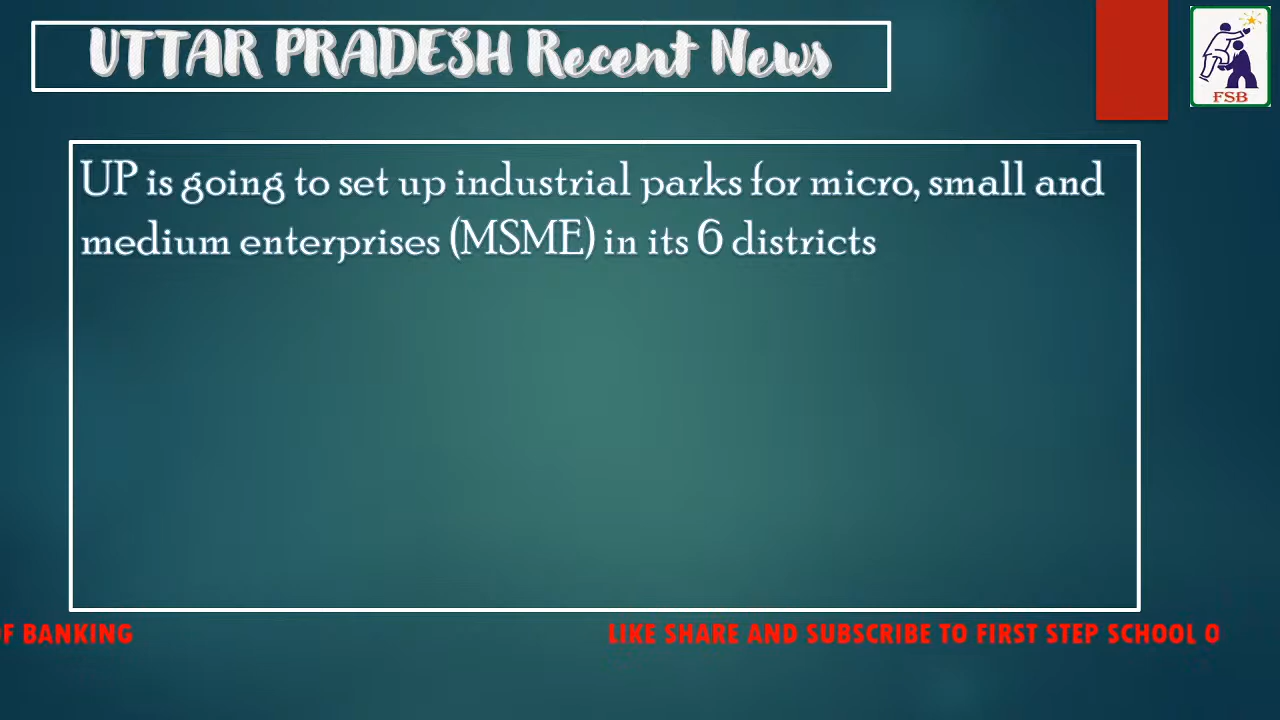 UTTAR PRADESH Recent News
FSB
UP is going to set up industrial parks for micro, small and
medium enterprises (MSME) in its 6 districts
OF BANKING
LIKE SHARE AND SUBSCRIBE TO FIRST STEP SCHOOL O